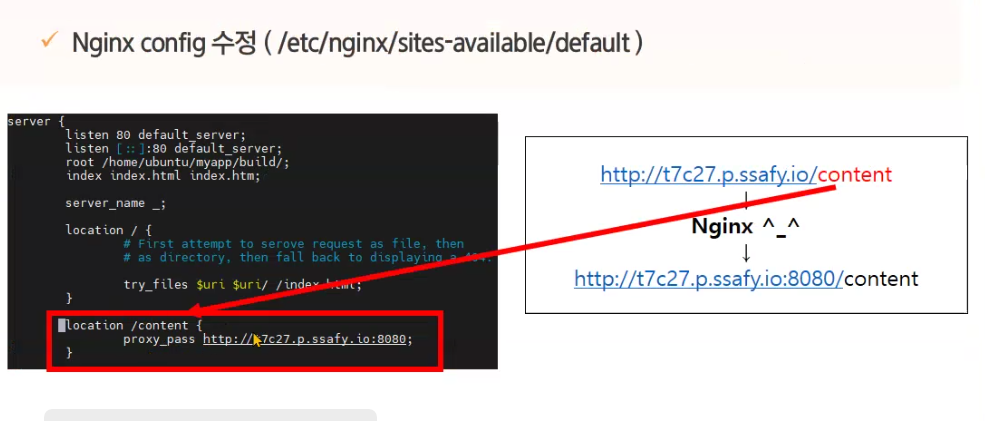 ✓ Nginx config 수정 ( /etc/nginx/sites-available/default )
server {
listen 80 default_server;
listen [::]:80 default_server;
root /home/ubuntu/myapp/build/;
index index.html index.htm;
server_name _;
location / {
# First attempt to serove request as file, then
# as directory, then fall back to displaying a 404.
try_files $uri $uri/ /index.html;
}
location /content {
proxy_pass http://t7c27.p.ssafy.io:8080;
}
http://t7c27.p.ssafy.io/content
↓
Nginx ^_^
↓
http://t7c27.p.ssafy.io:8080/content